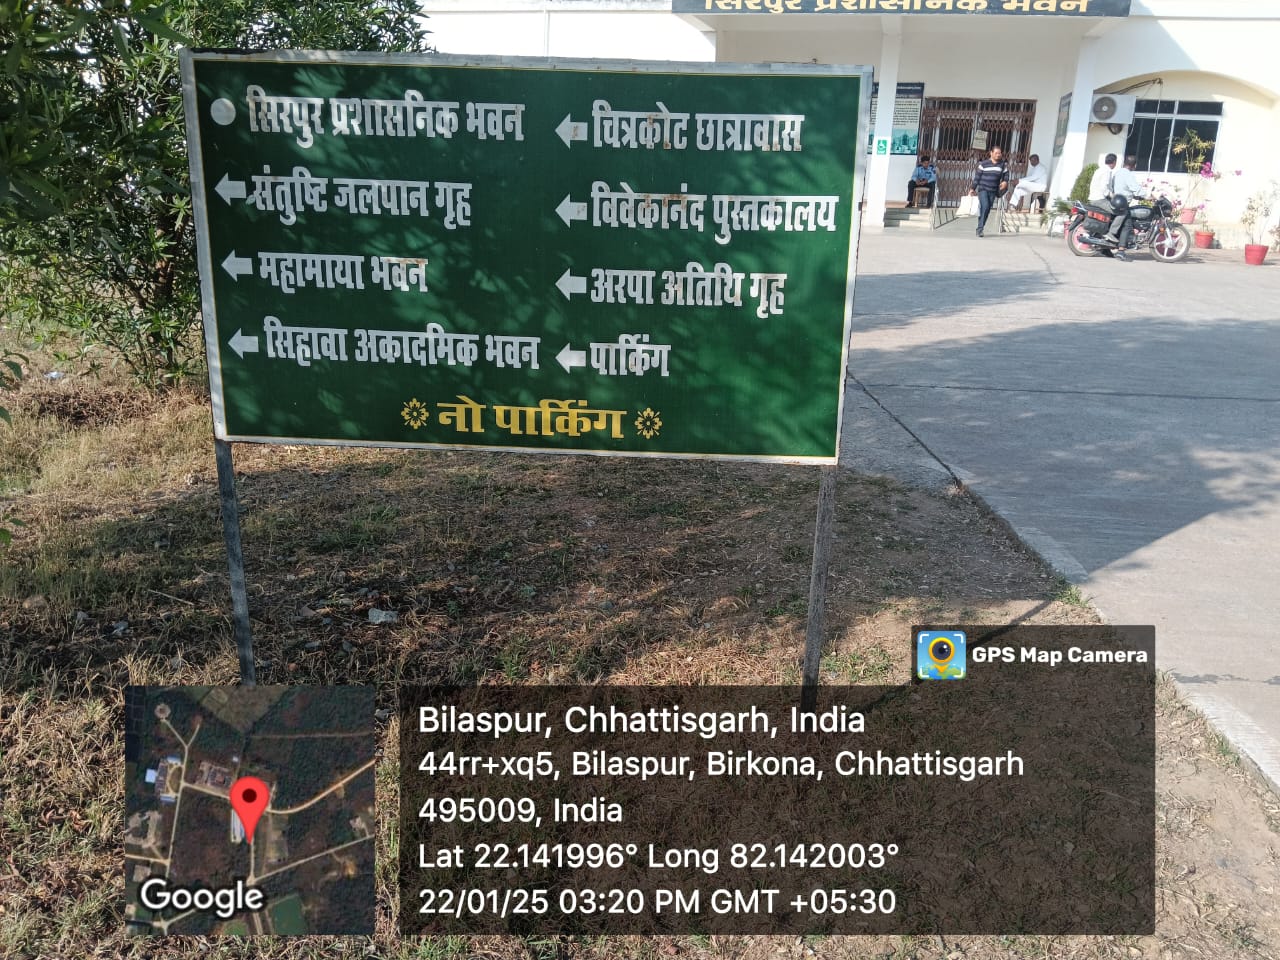 सिरपुर प्रशासनिक भवन
सिरपुर प्रशासनिक भवन
संतुष्टि जलपान गृह
महामाया भवन
सिहावा अकादमिक भवन
चित्रकोट छात्रावास
विवेकानंद पुस्तकालय
अरपा अतिथि गृह
पार्किंग
नो पार्किंग
GPS Map Camera
Bilaspur, Chhattisgarh, India
44rr+xq5, Bilaspur, Birkona, Chhattisgarh
495009, India
Lat 22.141996° Long 82.142003°
22/01/25 03:20 PM GMT +05:30
Google